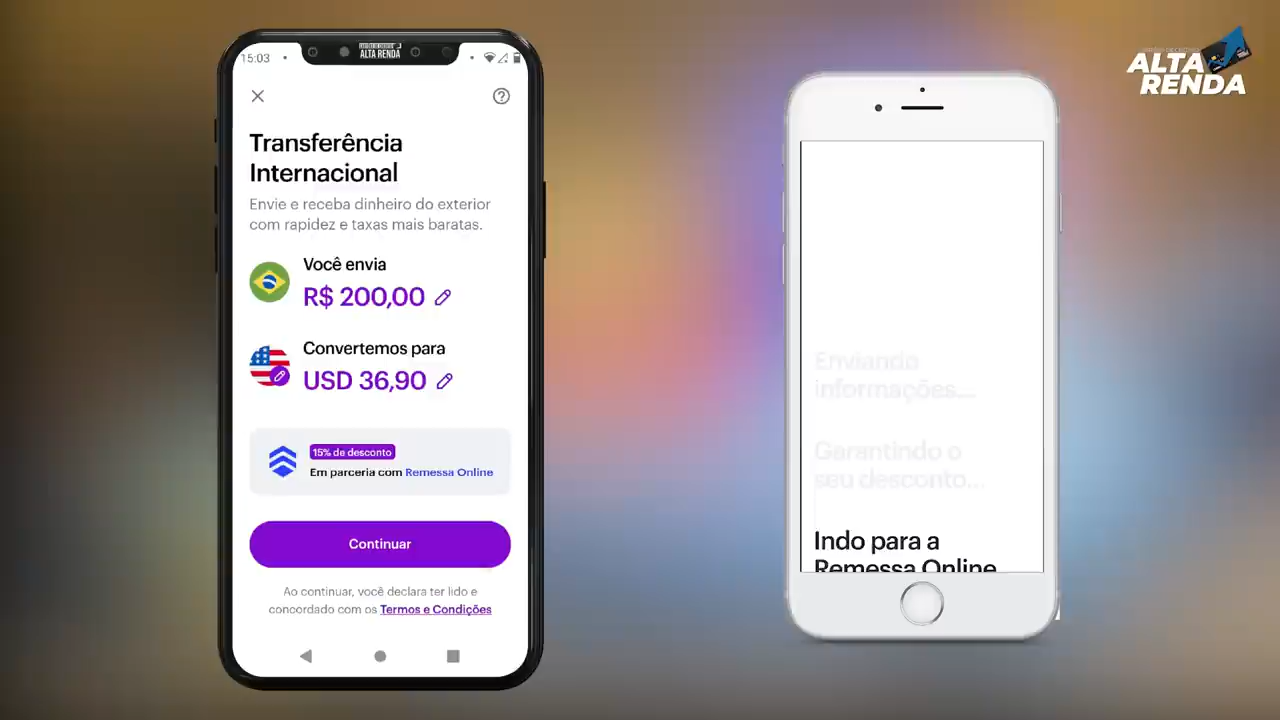 15:03
ALTA RENDA
Transferência
Internacional
Envie e receba dinheiro do exterior
com rapidez e taxas mais baratas.
Você envia
R$ 200,00
Convertemos para
USD 36,90
15% de desconto
Em parceria com Remessa Online
Continuar
Ao continuar, você declara ter lido e
concordado com os Termos e Condições
Enviando
informações...
Garantindo o
seu desconto...
Indo para a
Remessa Online
ALTA
RENDA